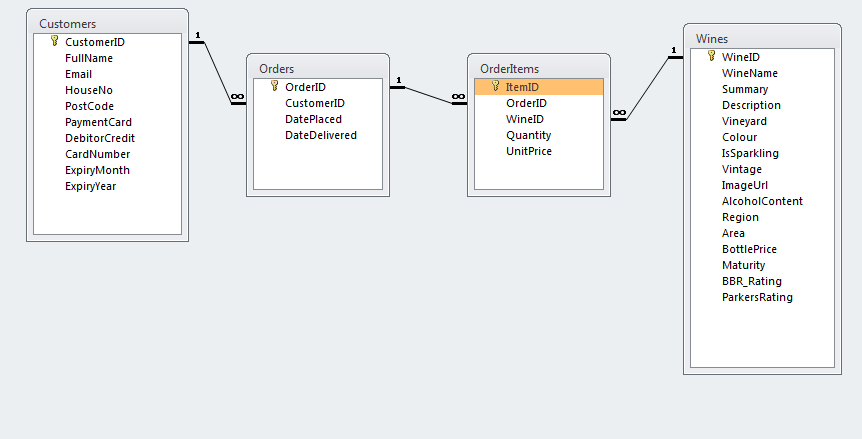 Customers
CustomerID
FullName
Email
HouseNo
PostCode
PaymentCard
DebitorCredit
CardNumber
ExpiryMonth
ExpiryYear
1
∞
Orders
OrderID
CustomerID
DatePlaced
DateDelivered
1
∞
OrderItems
ItemID
OrderID
WineID
Quantity
UnitPrice
∞
1
Wines
WineID
WineName
Summary
Description
Vineyard
Colour
IsSparkling
Vintage
ImageUrl
AlcoholContent
Region
Area
BottlePrice
Maturity
BBR_Rating
ParkersRating